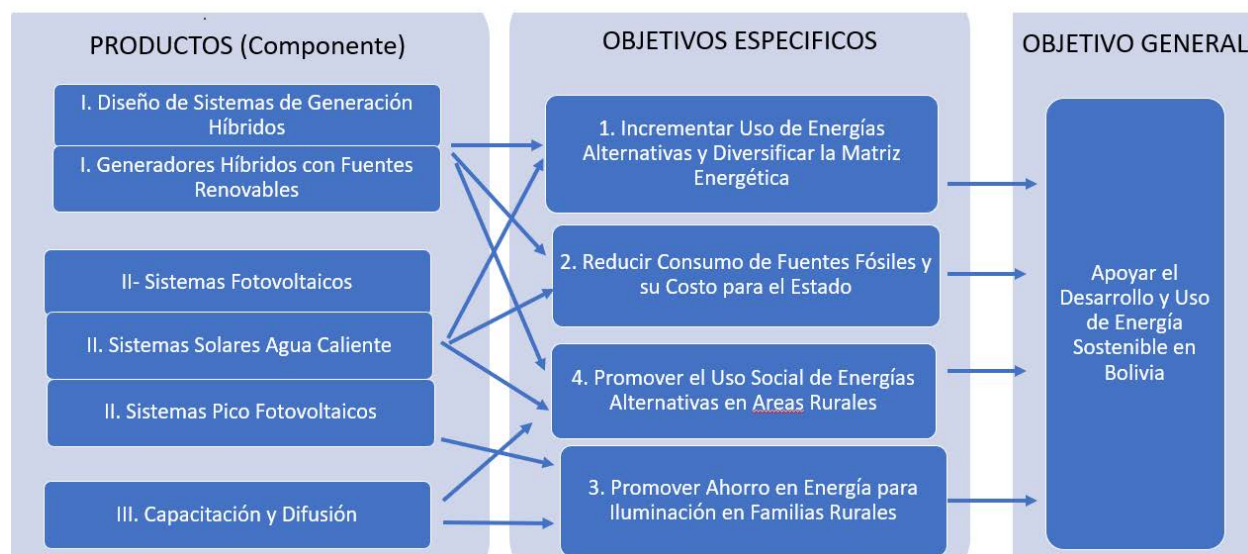 PRODUCTOS (Componente)
I. Diseño de Sistemas de Generación
Híbridos
I. Generadores Híbridos con Fuentes
Renovables
II- Sistemas Fotovoltaicos
II. Sistemas Solares Agua Caliente
II. Sistemas Pico Fotovoltaicos
III. Capacitación y Difusión
OBJETIVOS ESPECIFICOS
1. Incrementar Uso de Energías
Alternativas y Diversificar la Matriz
Energética
2. Reducir Consumo de Fuentes Fósiles y
su Costo para el Estado
4. Promover el Uso Social de Energías
Alternativas en Areas Rurales
3. Promover Ahorro en Energía para
Iluminación en Familias Rurales
OBJETIVO GENERAL
Apoyar el
Desarrollo y Uso
de Energía
Sostenible en
Bolivia